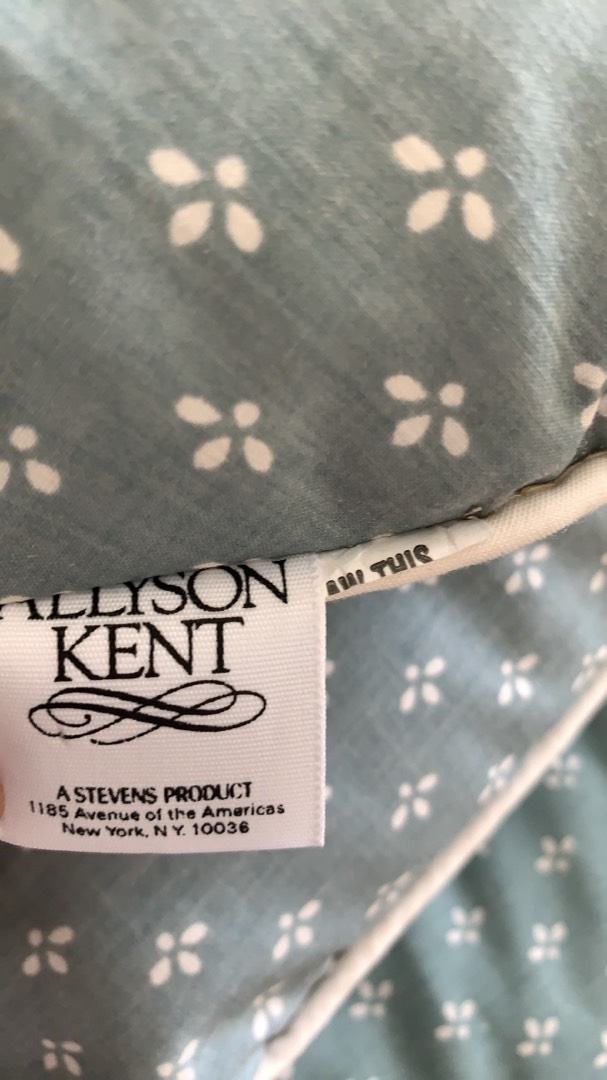 ALLYSON
KENT
A STEVENS PRODUCT
1185 Avenue of the Americas
New York, N.Y. 10036
THIS